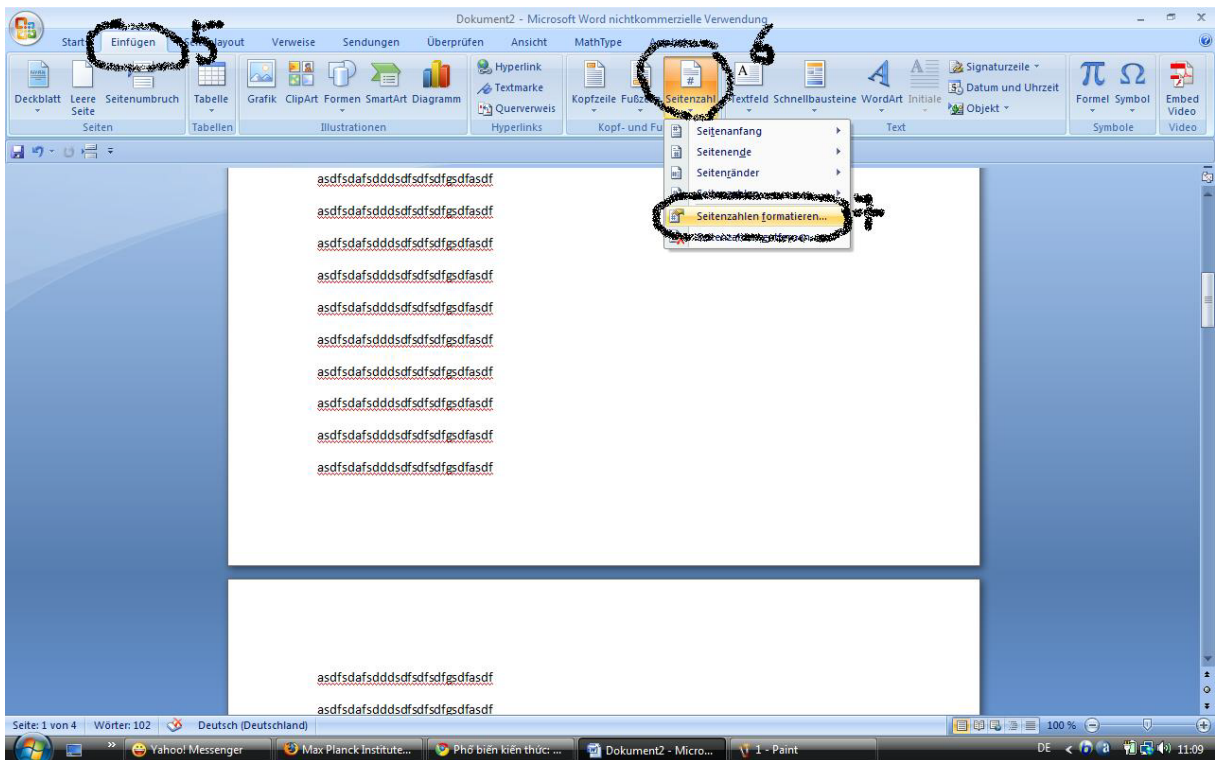 Dokument2 - Microsoft Word nichtkommerzielle Verwendung
Start Einfügen Verweise Sendungen Überprüfen Ansicht MathType
5 6
Deckblatt Leere Seite Seitenumbruch Tabelle Grafik ClipArt Formen SmartArt Diagramm Hyperlink Textmarke Querverweis Kopfzeile Seitenzahl Textfeld Schnellbausteine WordArt Initiale Signaturzeile Datum und Uhrzeit Objekt Formel Symbol Embed Video
Seiten Tabellen Illustrationen Hyperlinks Kopf- und Fu Text Symbole Video
Seitenanfang
Seitenende
Seitenränder
Seitenzahlen formatieren... 7
asdfsdafsdddsdfsdfsdfgsdfasdf
asdfsdafsdddsdfsdfsdfgsdfasdf
asdfsdafsdddsdfsdfsdfgsdfasdf
asdfsdafsdddsdfsdfsdfgsdfasdf
asdfsdafsdddsdfsdfsdfgsdfasdf
asdfsdafsdddsdfsdfsdfgsdfasdf
asdfsdafsdddsdfsdfsdfgsdfasdf
asdfsdafsdddsdfsdfsdfgsdfasdf
asdfsdafsdddsdfsdfsdfgsdfasdf
asdfsdafsdddsdfsdfsdfgsdfasdf
asdfsdafsdddsdfsdfsdfgsdfasdf
asdfsdafsdddsdfsdfsdfgsdfasdf
Seite: 1 von 4 Wörter: 102 Deutsch (Deutschland) 100 %
Yahoo! Messenger Max Planck Institute... Phổ biến kiến thức: ... Dokument2 - Micro... 1 - Paint DE 11:09